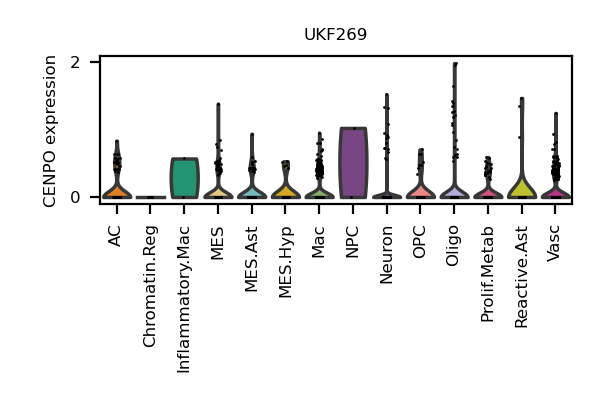 UKF269
CENPO expression
2
0
AC
Chromatin.Reg
Inflammatory.Mac
MES
MES.Ast
MES.Hyp
Mac
NPC
Neuron
OPC
Oligo
Prolif.Metab
Reactive.Ast
Vasc